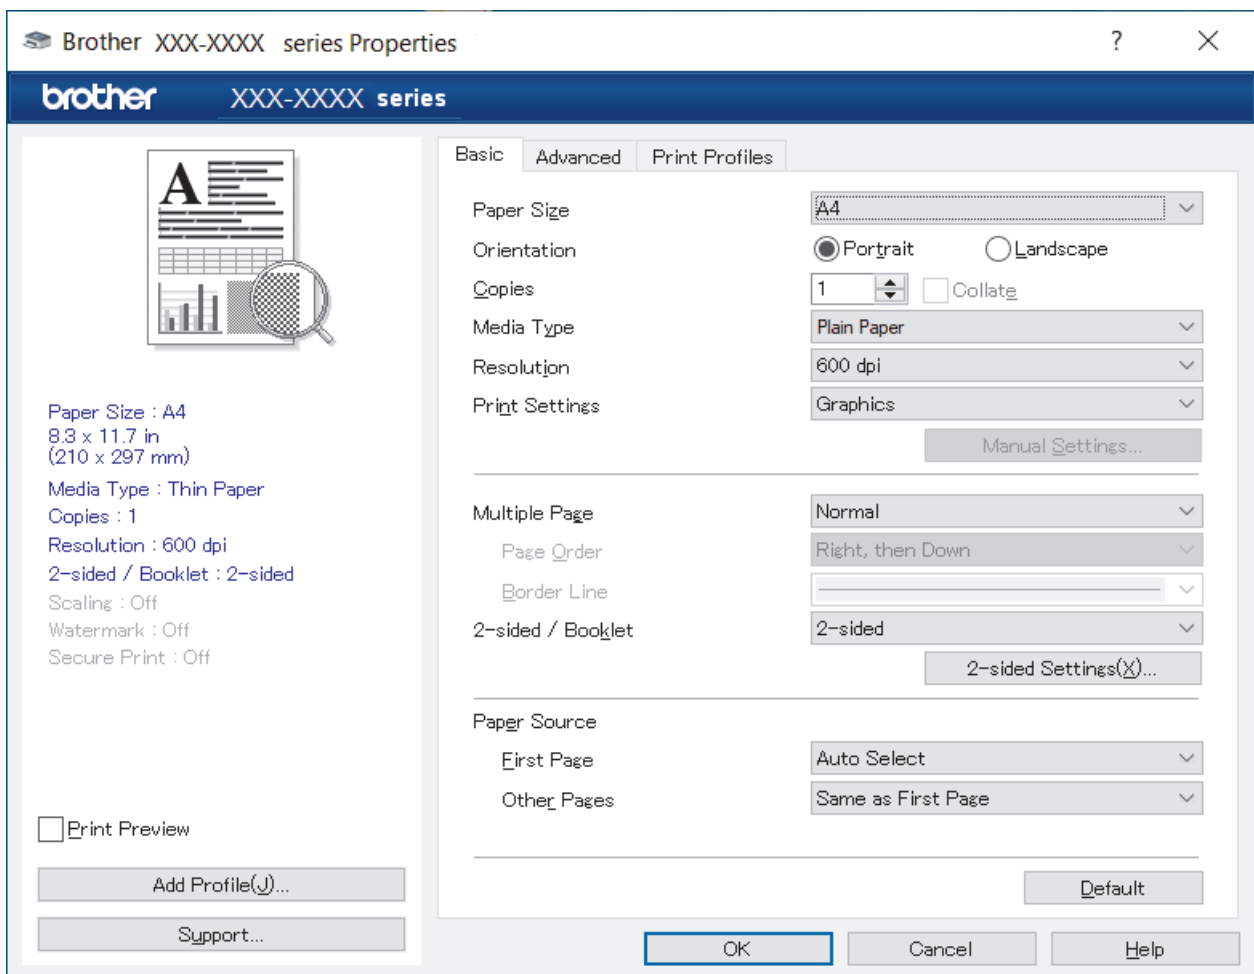 Brother XXX-XXXX series Properties
?
brother XXX-XXXX series
A
Paper Size : A4
8.3 x 11.7 in
(210 x 297 mm)
Media Type : Thin Paper
Copies : 1
Resolution : 600 dpi
2-sided / Booklet : 2-sided
Scaling : Off
Watermark : Off
Secure Print : Off
Print Preview
Add Profile(J)...
Support...
Basic Advanced Print Profiles
Paper Size A4
Orientation Portrait Landscape
Copies 1 Collate
Media Type Plain Paper
Resolution 600 dpi
Print Settings Graphics
Manual Settings...
Multiple Page Normal
Page Order Right, then Down
Border Line
2-sided / Booklet 2-sided
2-sided Settings(X)...
Paper Source
First Page Auto Select
Other Pages Same as First Page
Default
OK Cancel Help